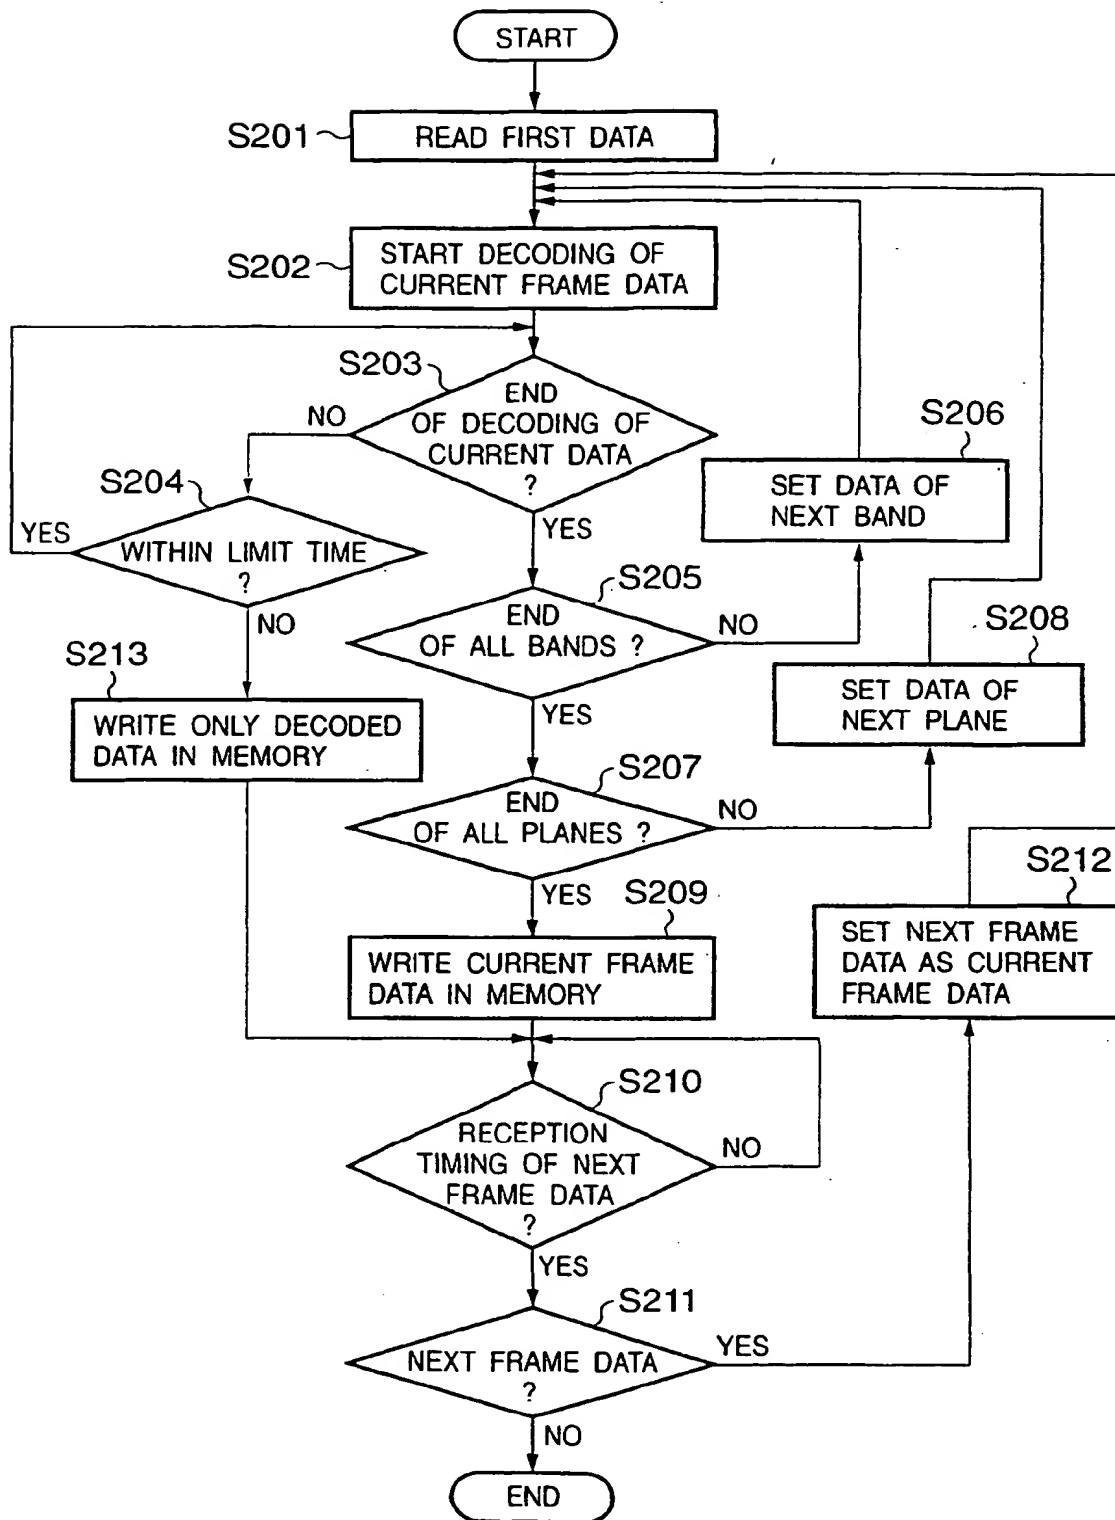 START
S201
READ FIRST DATA
S202
START DECODING OF
CURRENT FRAME DATA
S203
END
OF DECODING OF
CURRENT DATA
?
NO
YES
S204
WITHIN LIMIT TIME
?
YES
NO
S206
SET DATA OF
NEXT BAND
S205
END
OF ALL BANDS ?
NO
YES
S208
SET DATA OF
NEXT PLANE
S213
WRITE ONLY DECODED
DATA IN MEMORY
S207
END
OF ALL PLANES ?
NO
YES
S209
WRITE CURRENT FRAME
DATA IN MEMORY
S212
SET NEXT FRAME
DATA AS CURRENT
FRAME DATA
S210
RECEPTION
TIMING OF NEXT
FRAME DATA
?
NO
YES
S211
NEXT FRAME DATA
?
YES
NO
END